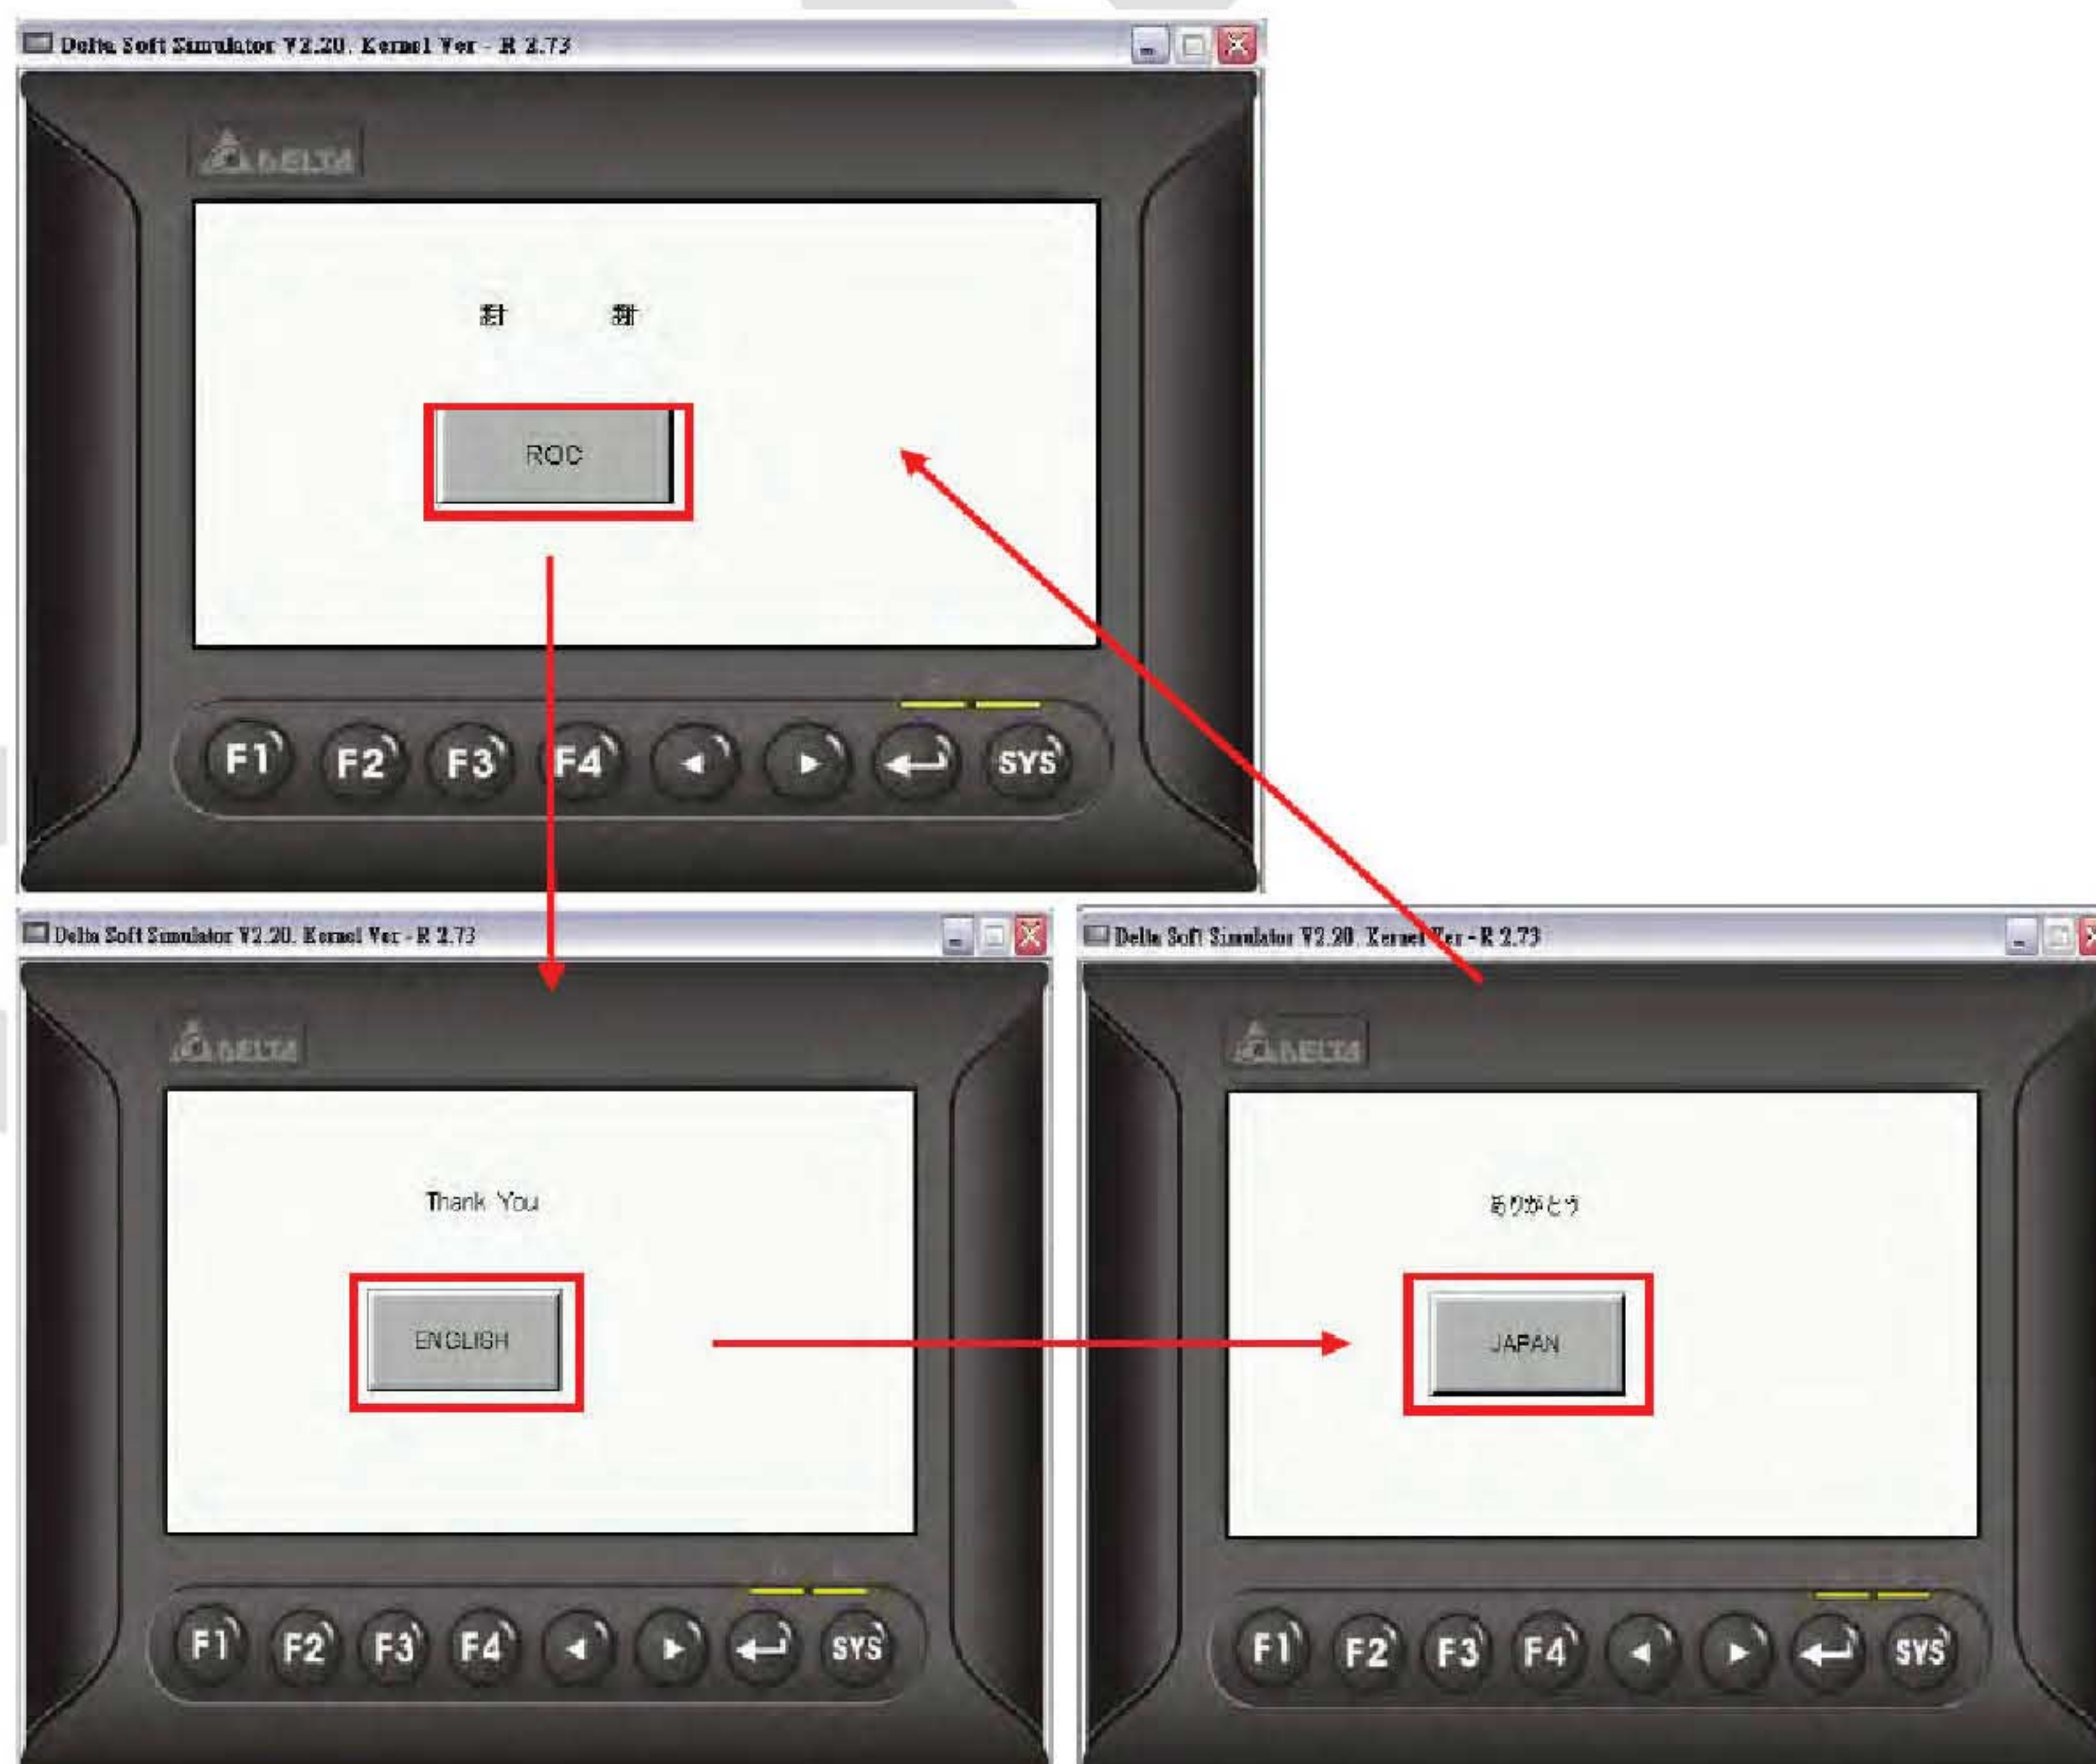 Delta Soft Simulator V2.20, Kernel Ver - R 2.73
DELTA
ROC
F1 F2 F3 F4 SYS
Delta Soft Simulator V2.20, Kernel Ver - R 2.73
DELTA
Thank You
ENGLISH
F1 F2 F3 F4 SYS
Delta Soft Simulator V2.20, Kernel Ver - R 2.73
DELTA
ありがとう
JAPAN
F1 F2 F3 F4 SYS